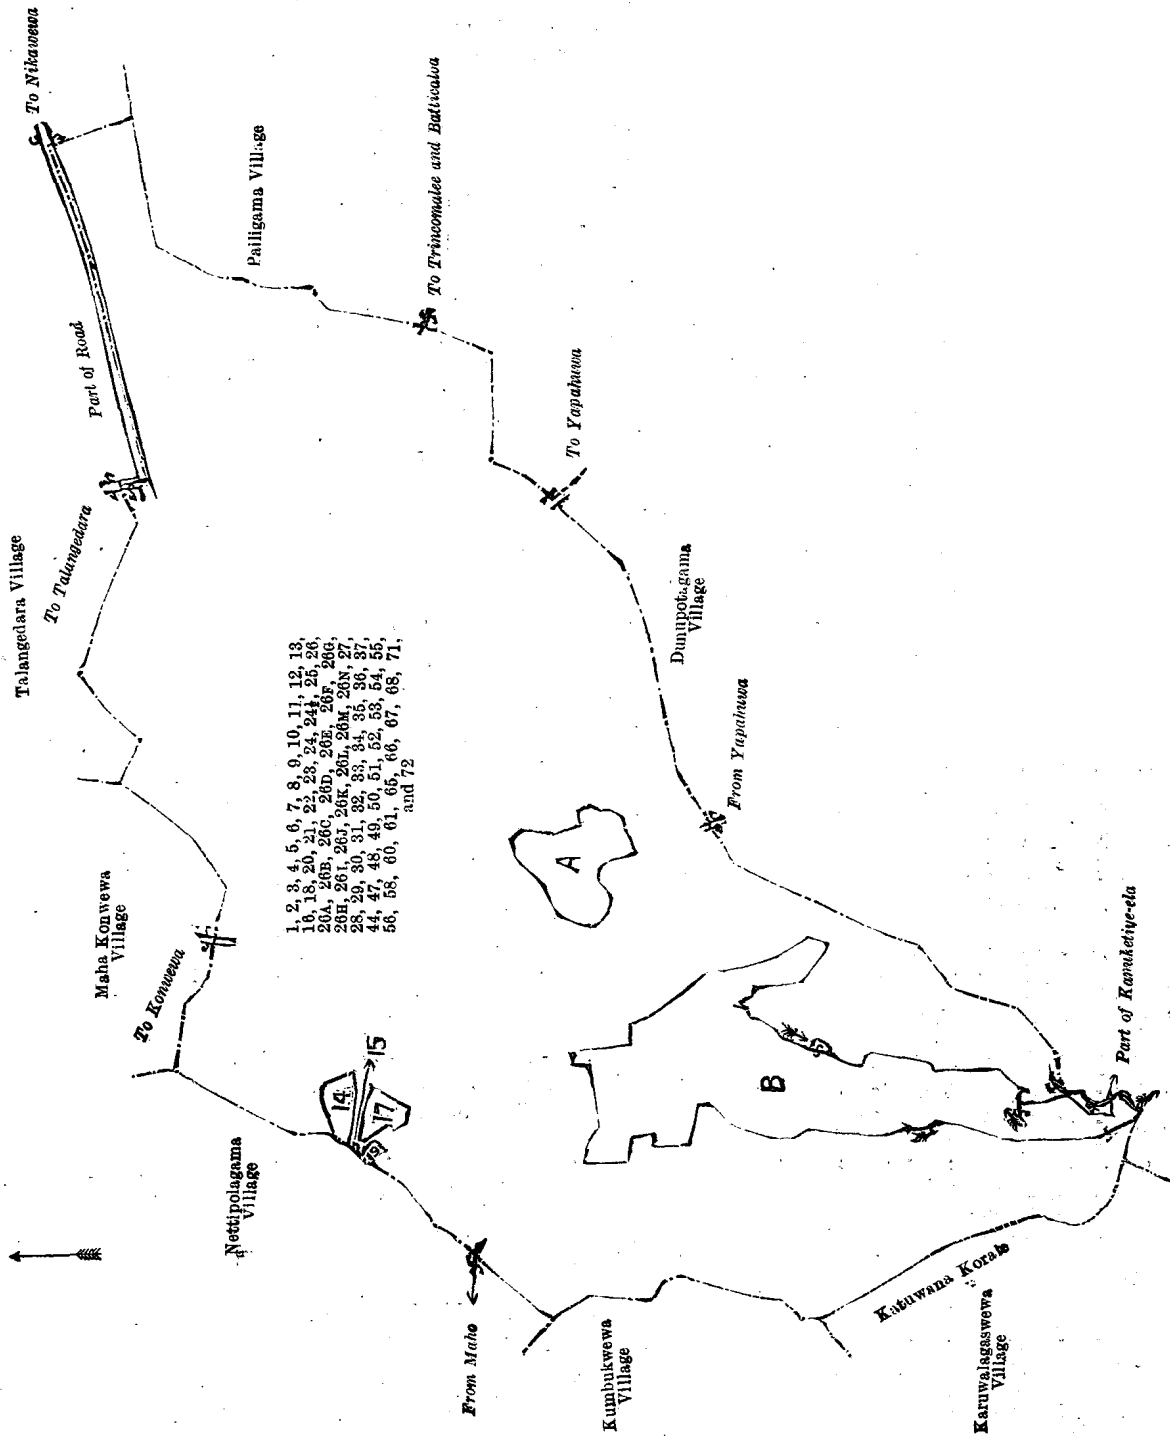 To Nikawewa
Part of Road
Pailigama Village
To Trincomalee and Batticaloa
Talangedara Village
To Talangedara
To Yapahuwa
Dunupotagama
Village
From Yapahuwa
Maha Konwewa
Village
To Konwewa
1, 2, 3, 4, 5, 6, 7, 8, 9, 10, 11, 12, 13,
16, 18, 20, 21, 22, 23, 24, 24½, 25, 26,
26A, 26B, 26C, 26D, 26E, 26F, 26G,
26H, 26I, 26J, 26K, 26L, 26M, 26N, 27,
28, 29, 30, 31, 32, 33, 34, 35, 36, 37,
44, 47, 48, 49, 50, 51, 52, 53, 54, 55,
56, 58, 60, 61, 65, 66, 67, 68, 71,
and 72
A
B
14
15
17
19
Nettipolagama
Village
From Maho
Kumbukwewa
Village
Katuwana Korale
Karuwalagaswewa
Village
Part of Kanuketiye-ela